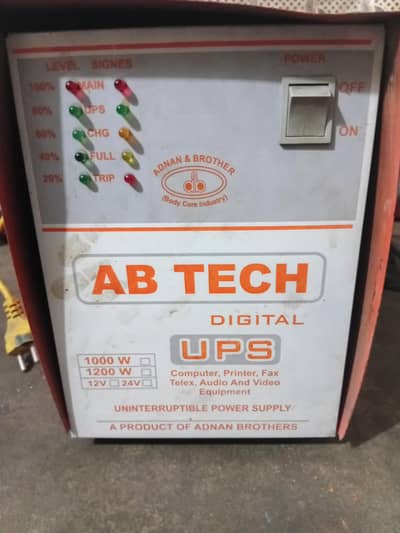 LEVEL SIGNES POWER
100% MAIN OFF
80% UPS
60% CHG ON
40% FULL
20% TRIP
ADNAN & BROTHER
(Body Core Industry)
AB TECH
DIGITAL
UPS
1000 W
1200 W
12V 24V
Computer, Printer, Fax
Telex, Audio And Video
Equipment
UNINTERRUPTIBLE POWER SUPPLY
A PRODUCT OF ADNAN BROTHERS